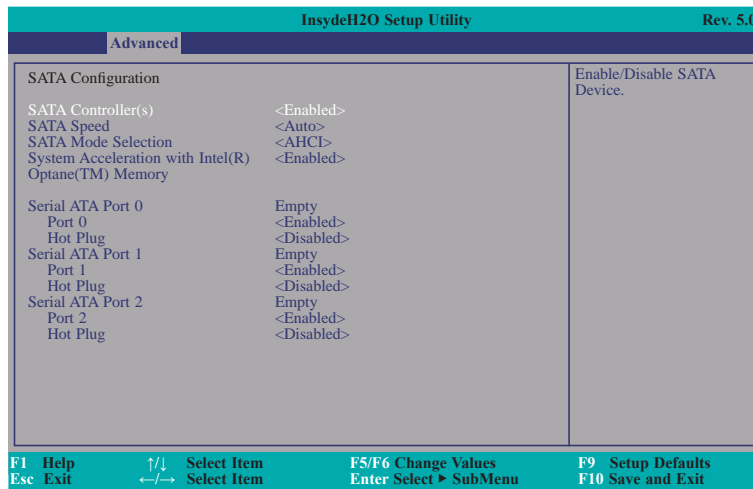 InsydeH2O Setup Utility Rev. 5.0
Advanced
SATA Configuration
SATA Controller(s) <Enabled>
SATA Speed <Auto>
SATA Mode Selection <AHCI>
System Acceleration with Intel(R) <Enabled>
Optane(TM) Memory
Serial ATA Port 0 Empty
Port 0 <Enabled>
Hot Plug <Disabled>
Serial ATA Port 1 Empty
Port 1 <Enabled>
Hot Plug <Disabled>
Serial ATA Port 2 Empty
Port 2 <Enabled>
Hot Plug <Disabled>
Enable/Disable SATA
Device.
F1 Help ↑/↓ Select Item F5/F6 Change Values F9 Setup Defaults
Esc Exit ←/→ Select Item Enter Select ▶ SubMenu F10 Save and Exit